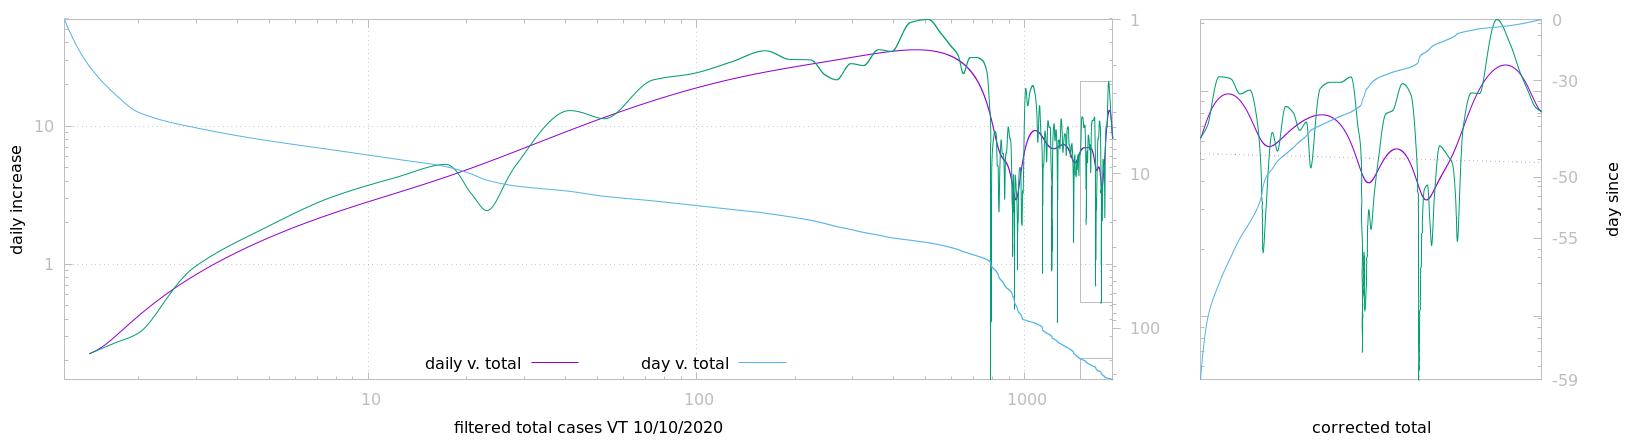 daily increase
10
1
daily v. total
day v. total
10
100
1000
filtered total cases VT 10/10/2020
1
10
100
0
-30
-50
-55
-59
day since
corrected total